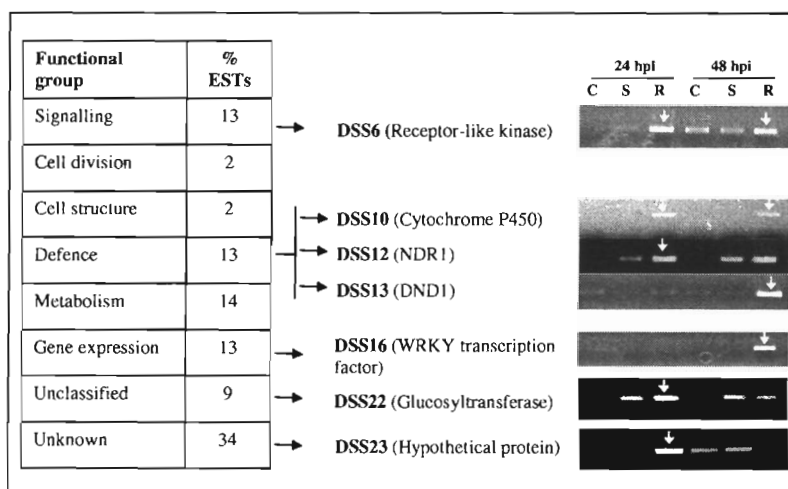 Functional group
% ESTs
Signalling 13
Cell division 2
Cell structure 2
Defence 13
Metabolism 14
Gene expression 13
Unclassified 9
Unknown 34
DSS6 (Receptor-like kinase)
DSS10 (Cytochrome P450)
DSS12 (NDR1)
DSS13 (DND1)
DSS16 (WRKY transcription
factor)
DSS22 (Glucosyltransferase)
DSS23 (Hypothetical protein)
24 hpi 48 hpi
C S R C S R